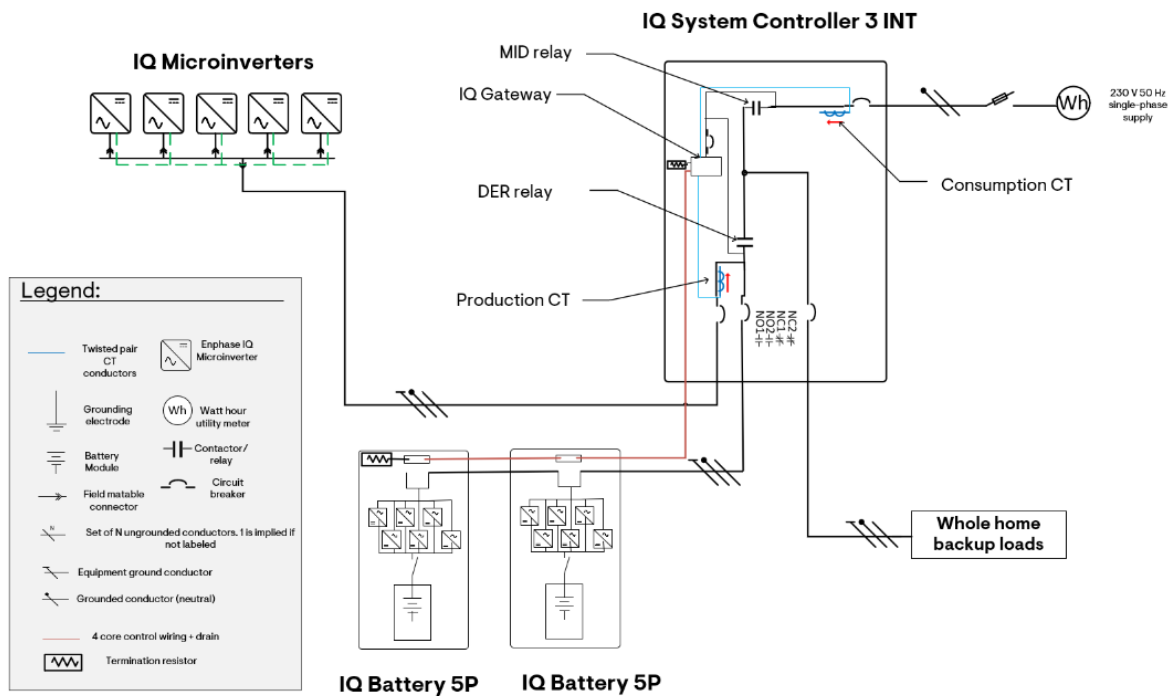 IQ System Controller 3 INT
IQ Microinverters
MID relay
IQ Gateway
Wh
230 V 50 Hz
single-phase
supply
Consumption CT
DER relay
Production CT
NO1
NO2
NC1
NC2
Legend:
Twisted pair
CT
conductors
Enphase IQ
Microinverter
Grounding
electrode
Wh
Watt hour
utility meter
Battery
Module
Contactor/
relay
Field matable
connector
Circuit
breaker
N
Set of N ungrounded conductors. 1 is implied if
not labeled
Equipment ground conductor
Grounded conductor (neutral)
4 core control wiring + drain
Termination resistor
Whole home
backup loads
IQ Battery 5P
IQ Battery 5P